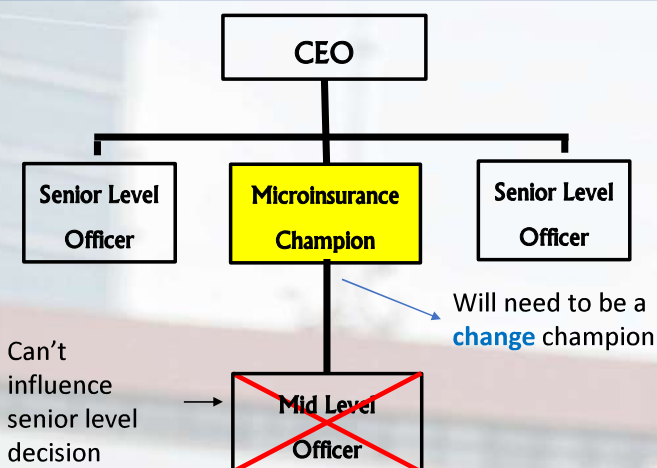 CEO
Senior Level
Officer
Microinsurance
Champion
Senior Level
Officer
Will need to be a
change champion
Can’t
influence
senior level
decision
Mid Level
Officer